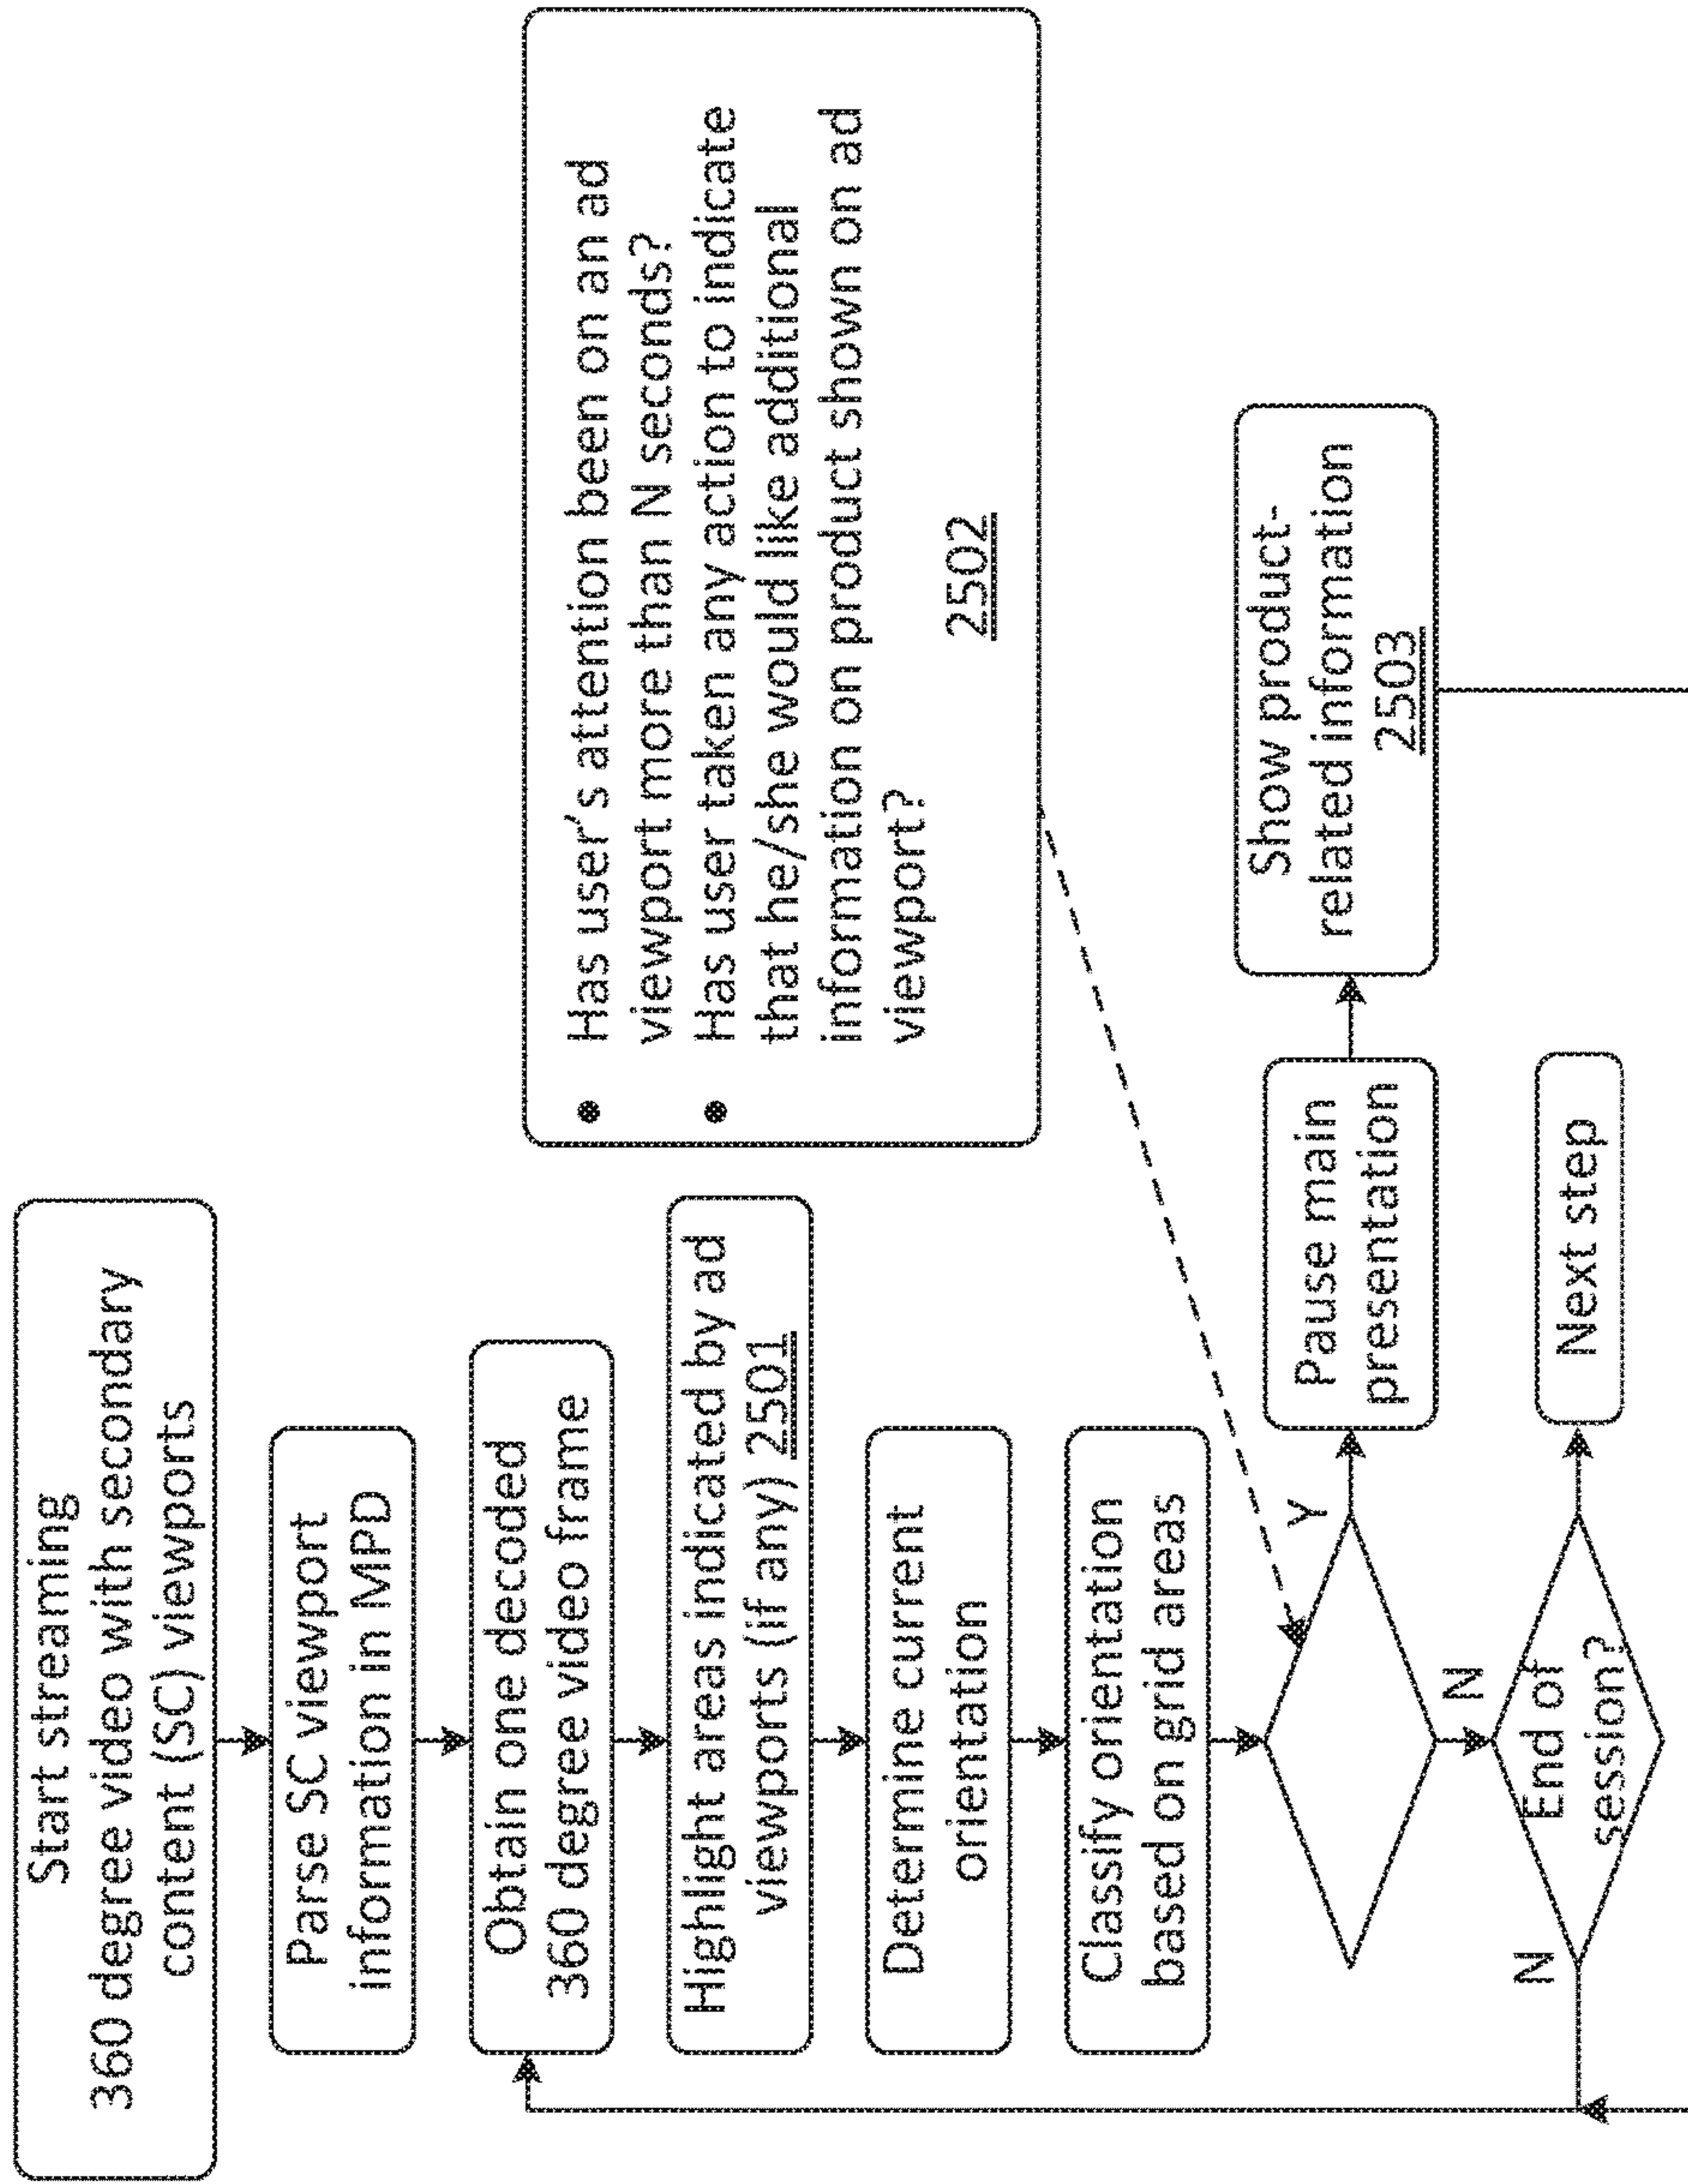 Start streaming
360 degree video with secondary
content (SC) viewports
Parse SC viewport
information in MPD
Obtain one decoded
360 degree video frame
Highlight areas indicated by ad
viewports (if any) 2501
Determine current
orientation
Classify orientation
based on grid areas
• Has user's attention been on an ad
viewport more than N seconds?
• Has user taken any action to indicate
that he/she would like additional
information on product shown on ad
viewport?
2502
Y
Pause main
presentation
Show product-
related information
2503
N
End of
session?
N
Next step